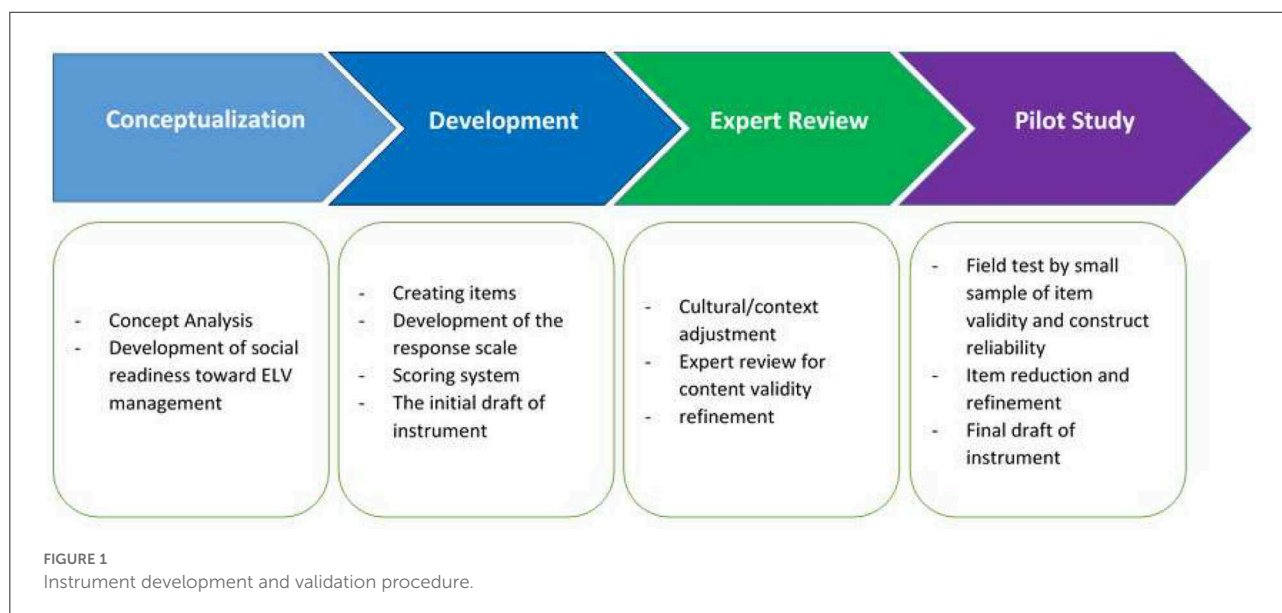 Conceptualization
Development
Expert Review
Pilot Study
- Concept Analysis
- Development of social
readiness toward ELV
management
- Creating items
- Development of the
response scale
- Scoring system
- The initial draft of
instrument
- Cultural/context
adjustment
- Expert review for
content validity
- refinement
- Field test by small
sample of item
validity and construct
reliability
- Item reduction and
refinement
- Final draft of
instrument
FIGURE 1
Instrument development and validation procedure.